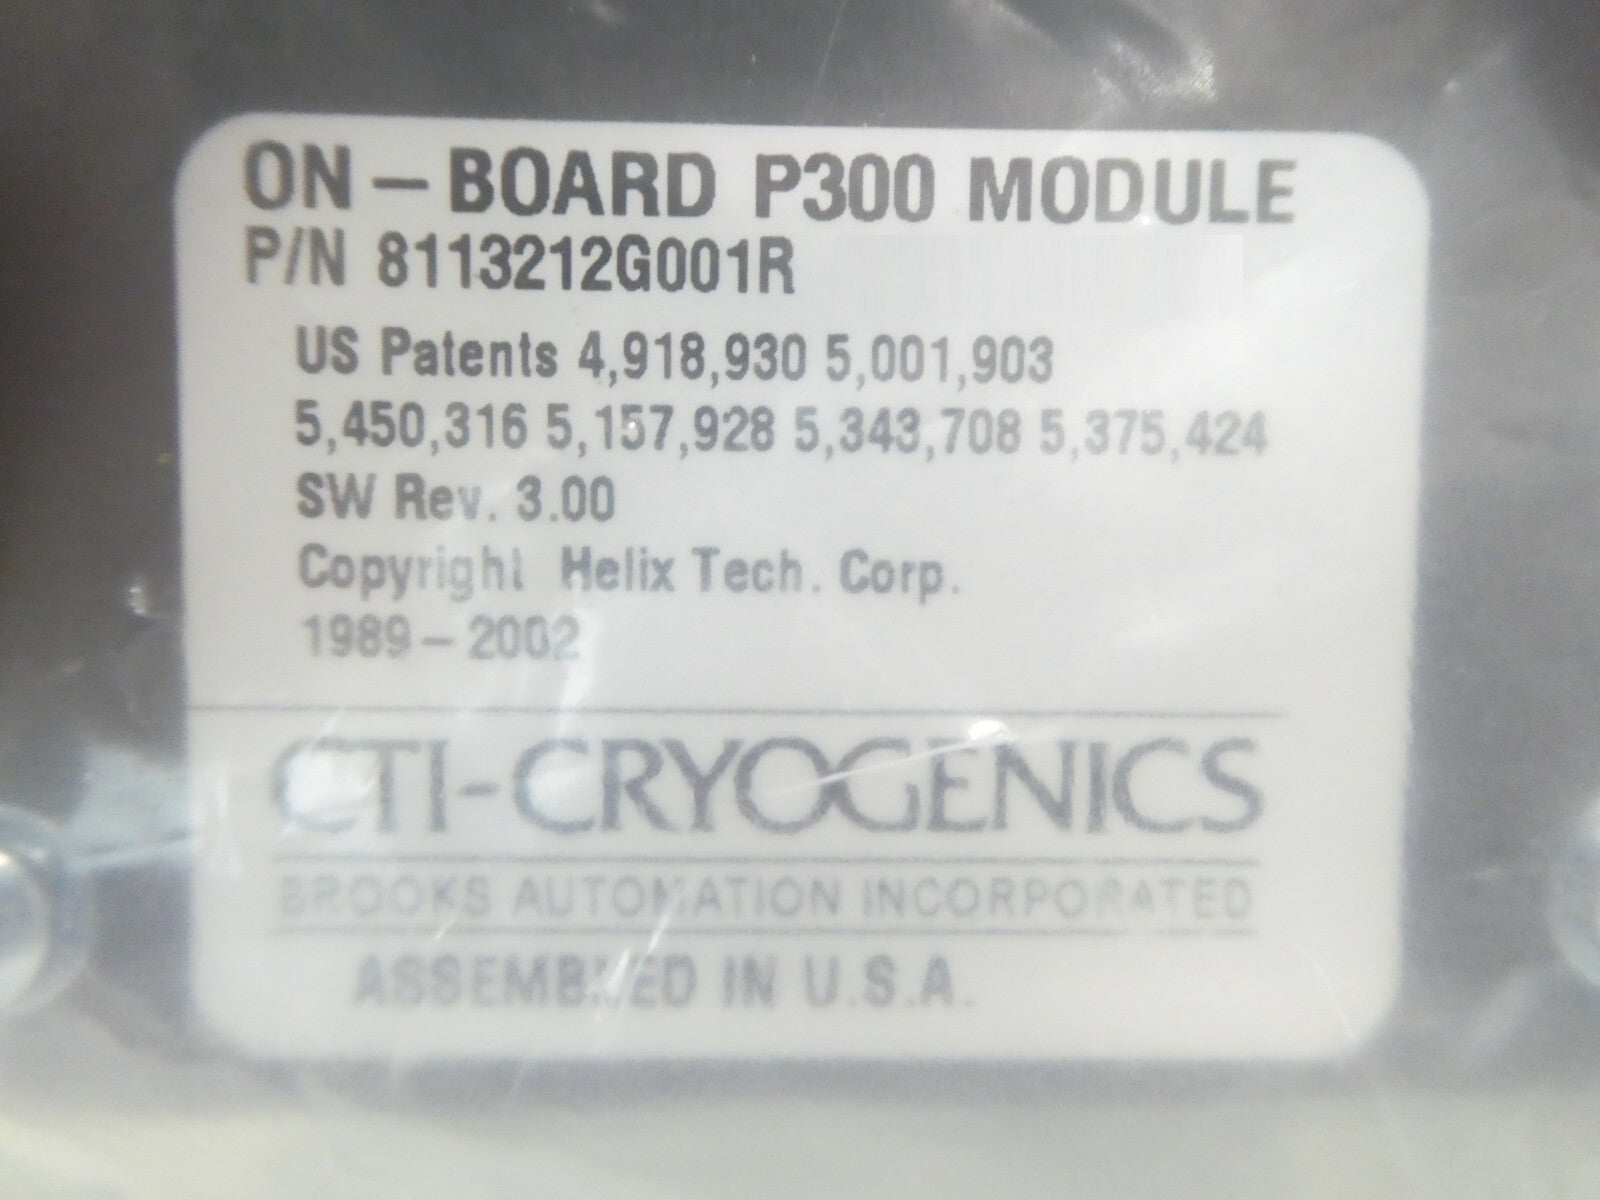 ON-BOARD P300 MODULE
P/N 8113212G001R
US Patents 4,918,930 5,001,903
5,450,316 5,157,928 5,343,708 5,375,424
SW Rev. 3.00
Copyright Helix Tech. Corp.
1989-2002
CTI-CRYOGENICS
BROOKS AUTOMATION INCORPORATED
ASSEMBLED IN U.S.A.